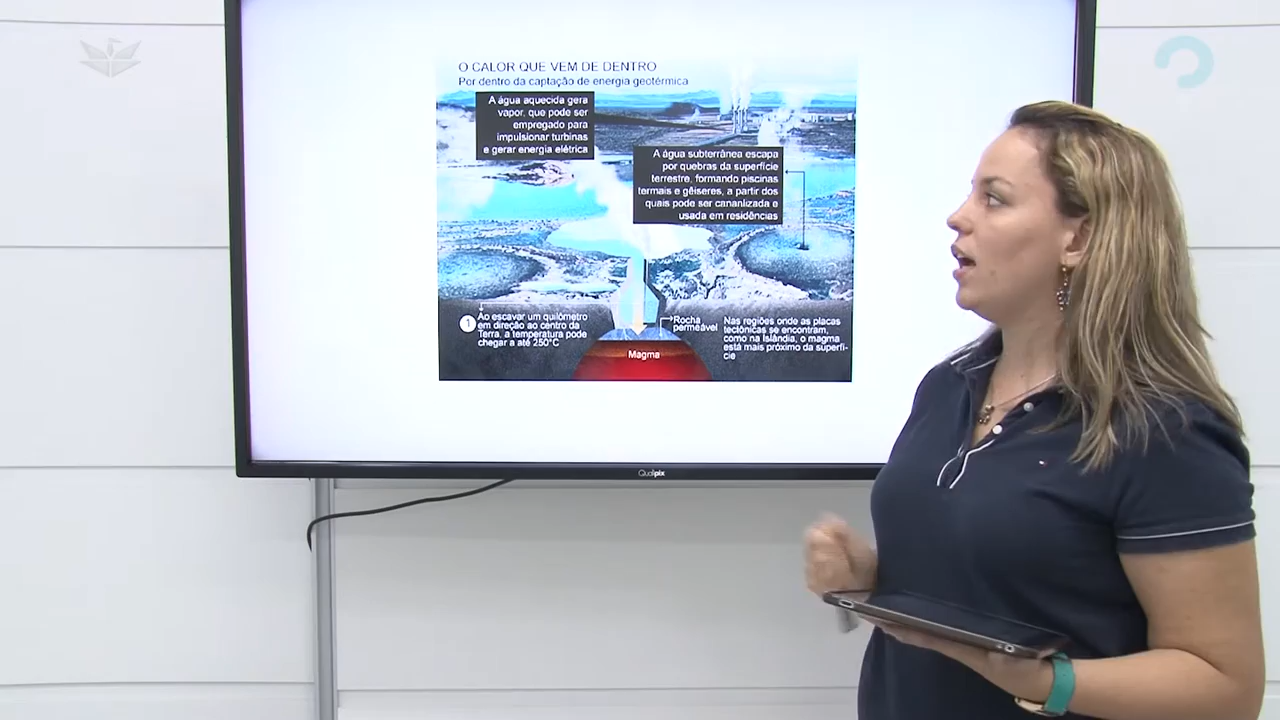 O CALOR QUE VEM DE DENTRO
Por dentro da captação de energia geotérmica
A água aquecida gera
vapor, que pode ser
empregado para
impulsionar turbinas
e gerar energia elétrica
A água subterrânea escapa
por quebras da superfície
terrestre, formando piscinas
termais e gêiseres, a partir dos
quais pode ser cananlizada e
usada em residências
1
Ao escavar um quilômetro
em direção ao centro da
Terra, a temperatura pode
chegar a até 250°C
Rocha
permeável
Magma
Nas regiões onde as placas
tectônicas se encontram,
como na Islândia, o magma
está mais próximo da superfí-
cie
Qualipix